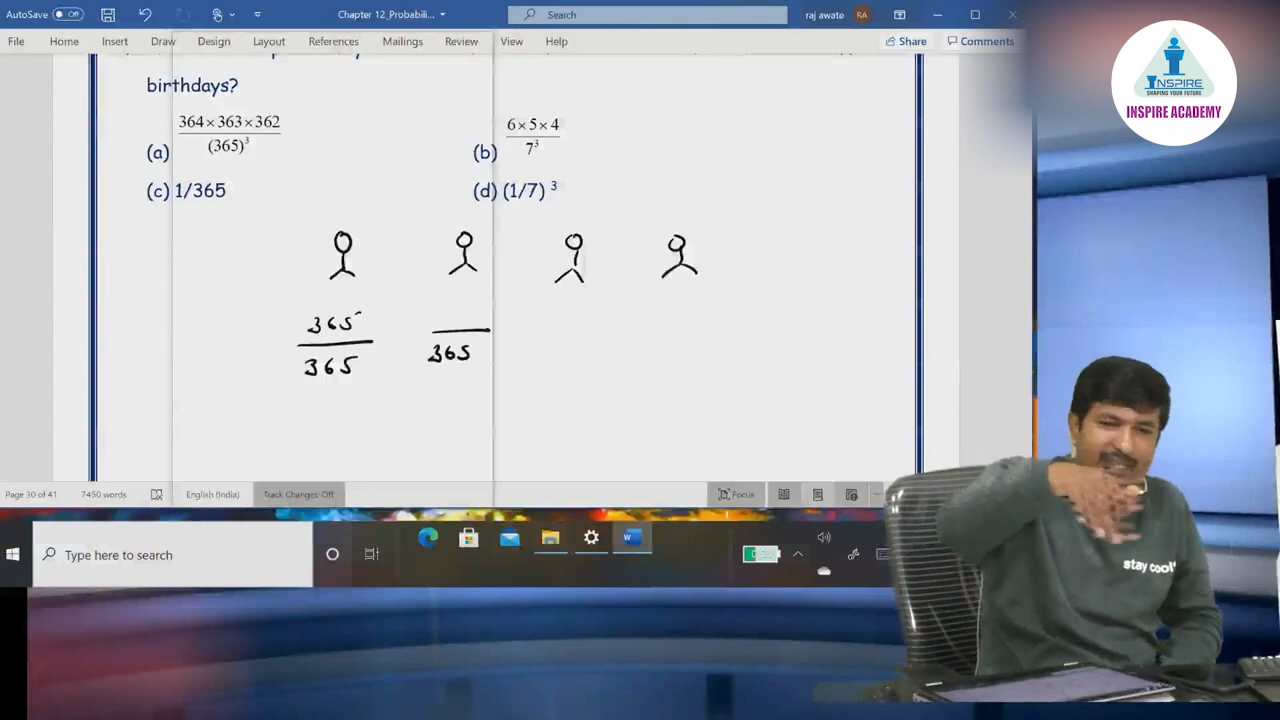 AutoSave Off Chapter 12_Probabili... Search raj awate RA
File Home Insert Draw Design Layout References Mailings Review View Help Share Comments
birthdays?
(a) 364 × 363 × 362 / (365)³
(b) 6 × 5 × 4 / 7³
(c) 1/365
(d) (1/7) ³
365
365
365
Page 30 of 41 7450 words English (India) Track Changes: Off Focus
Type here to search
INSPIRE
SHAPING YOUR FUTURE
INSPIRE ACADEMY
stay cool